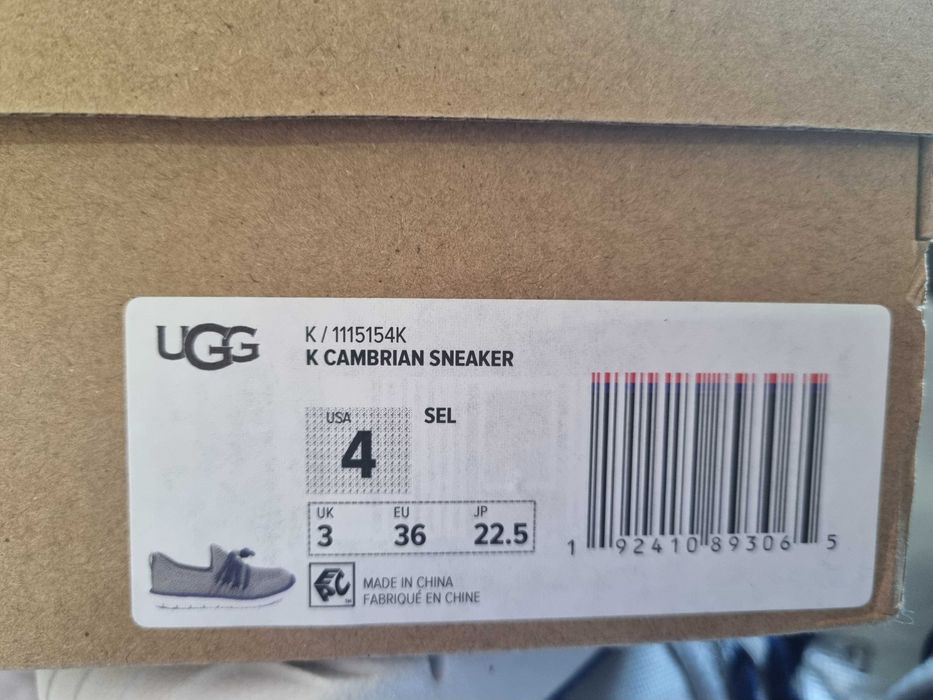 UGG
K / 1115154K
K CAMBRIAN SNEAKER
USA
4
SEL
UK EU JP
3 36 22.5
1 92410 89306 5
EPC™
MADE IN CHINA
FABRIQUÉ EN CHINE